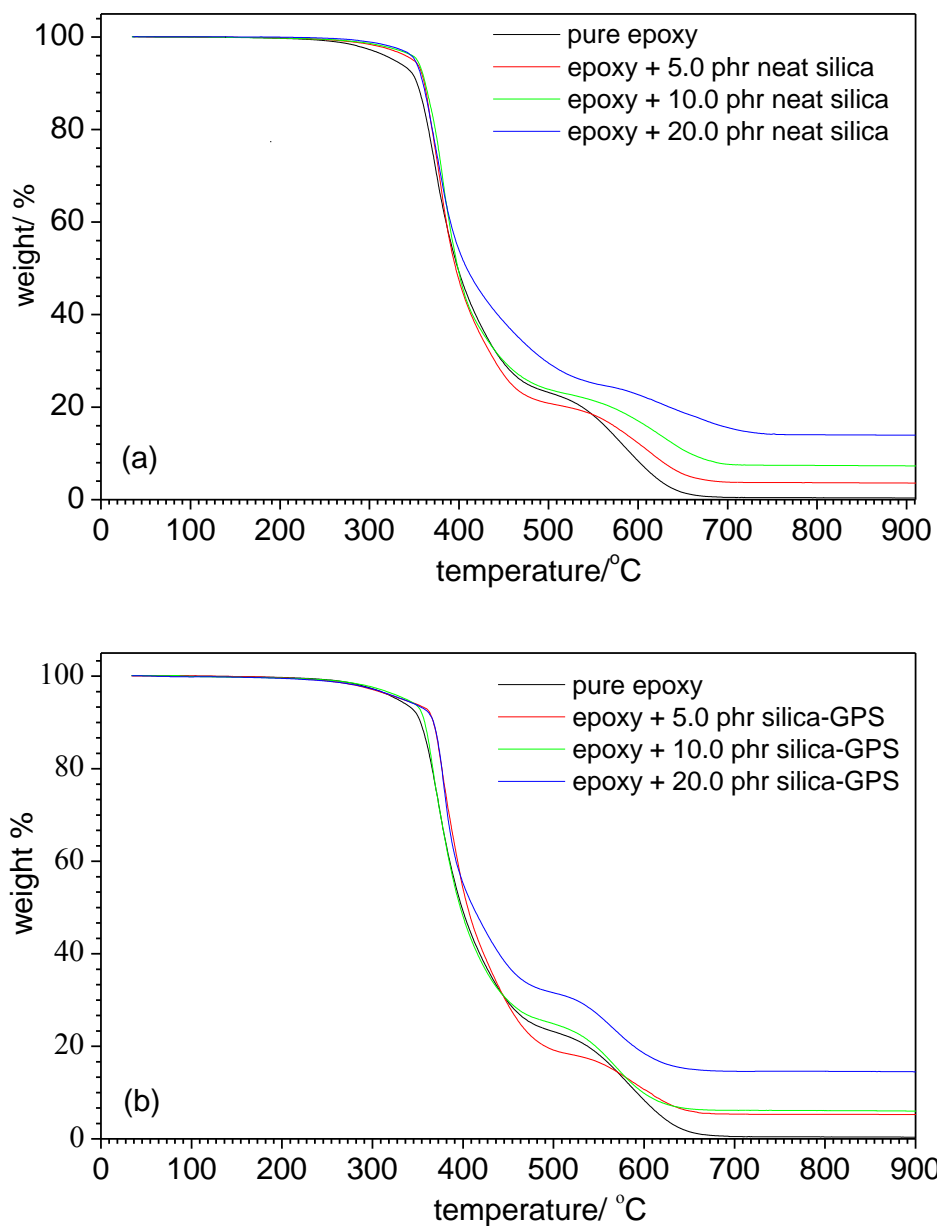 100
80
60
40
20
0
weight/ %
pure epoxy
epoxy + 5.0 phr neat silica
epoxy + 10.0 phr neat silica
epoxy + 20.0 phr neat silica
(a)
0 100 200 300 400 500 600 700 800 900
temperature/°C
100
80
60
40
20
0
weight %
pure epoxy
epoxy + 5.0 phr silica-GPS
epoxy + 10.0 phr silica-GPS
epoxy + 20.0 phr silica-GPS
(b)
0 100 200 300 400 500 600 700 800 900
temperature/ °C